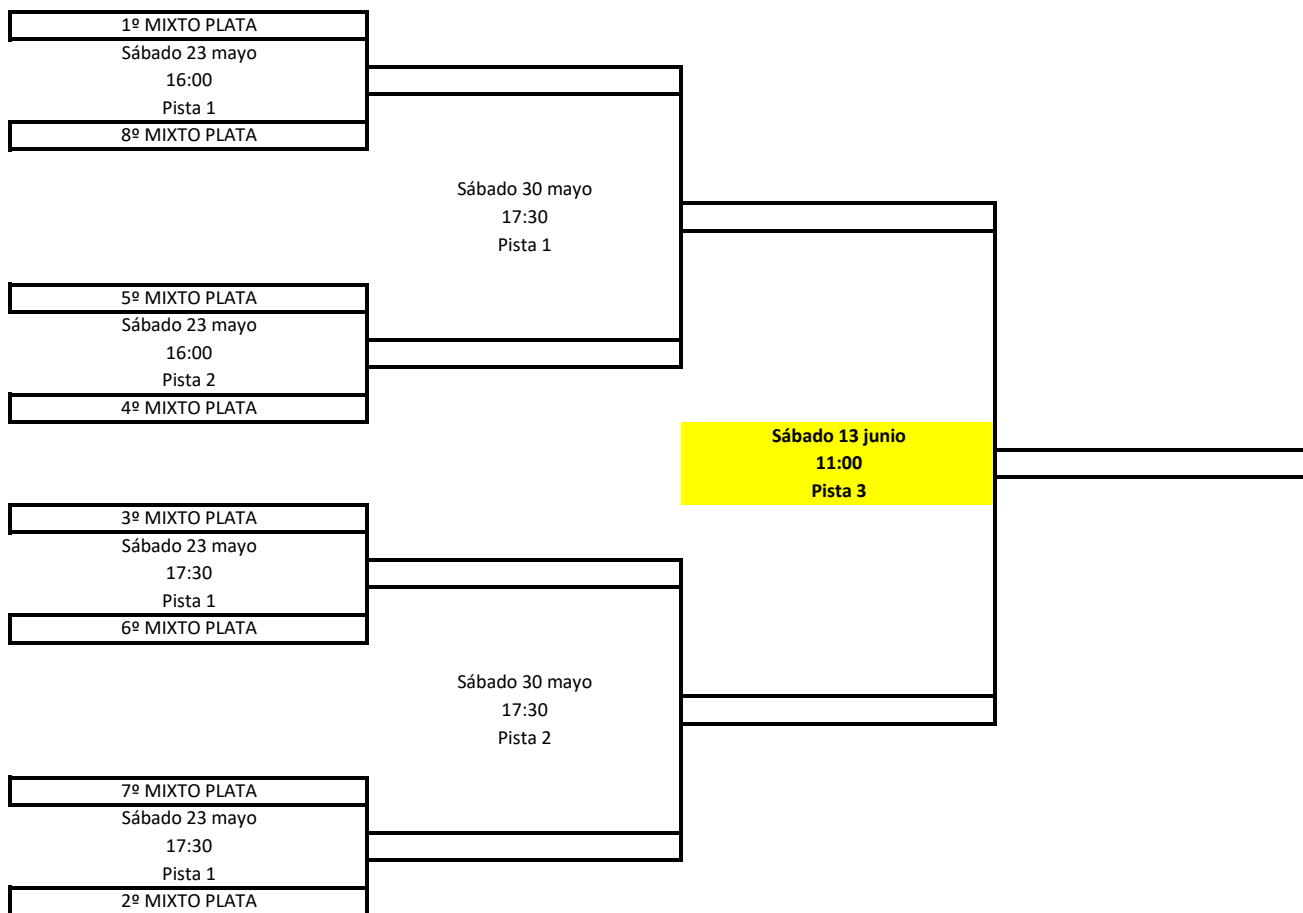 1º MIXTO PLATA
Sábado 23 mayo
16:00
Pista 1
8º MIXTO PLATA
Sábado 30 mayo
17:30
Pista 1
5º MIXTO PLATA
Sábado 23 mayo
16:00
Pista 2
4º MIXTO PLATA
Sábado 13 junio
11:00
Pista 3
3º MIXTO PLATA
Sábado 23 mayo
17:30
Pista 1
6º MIXTO PLATA
Sábado 30 mayo
17:30
Pista 2
7º MIXTO PLATA
Sábado 23 mayo
17:30
Pista 1
2º MIXTO PLATA